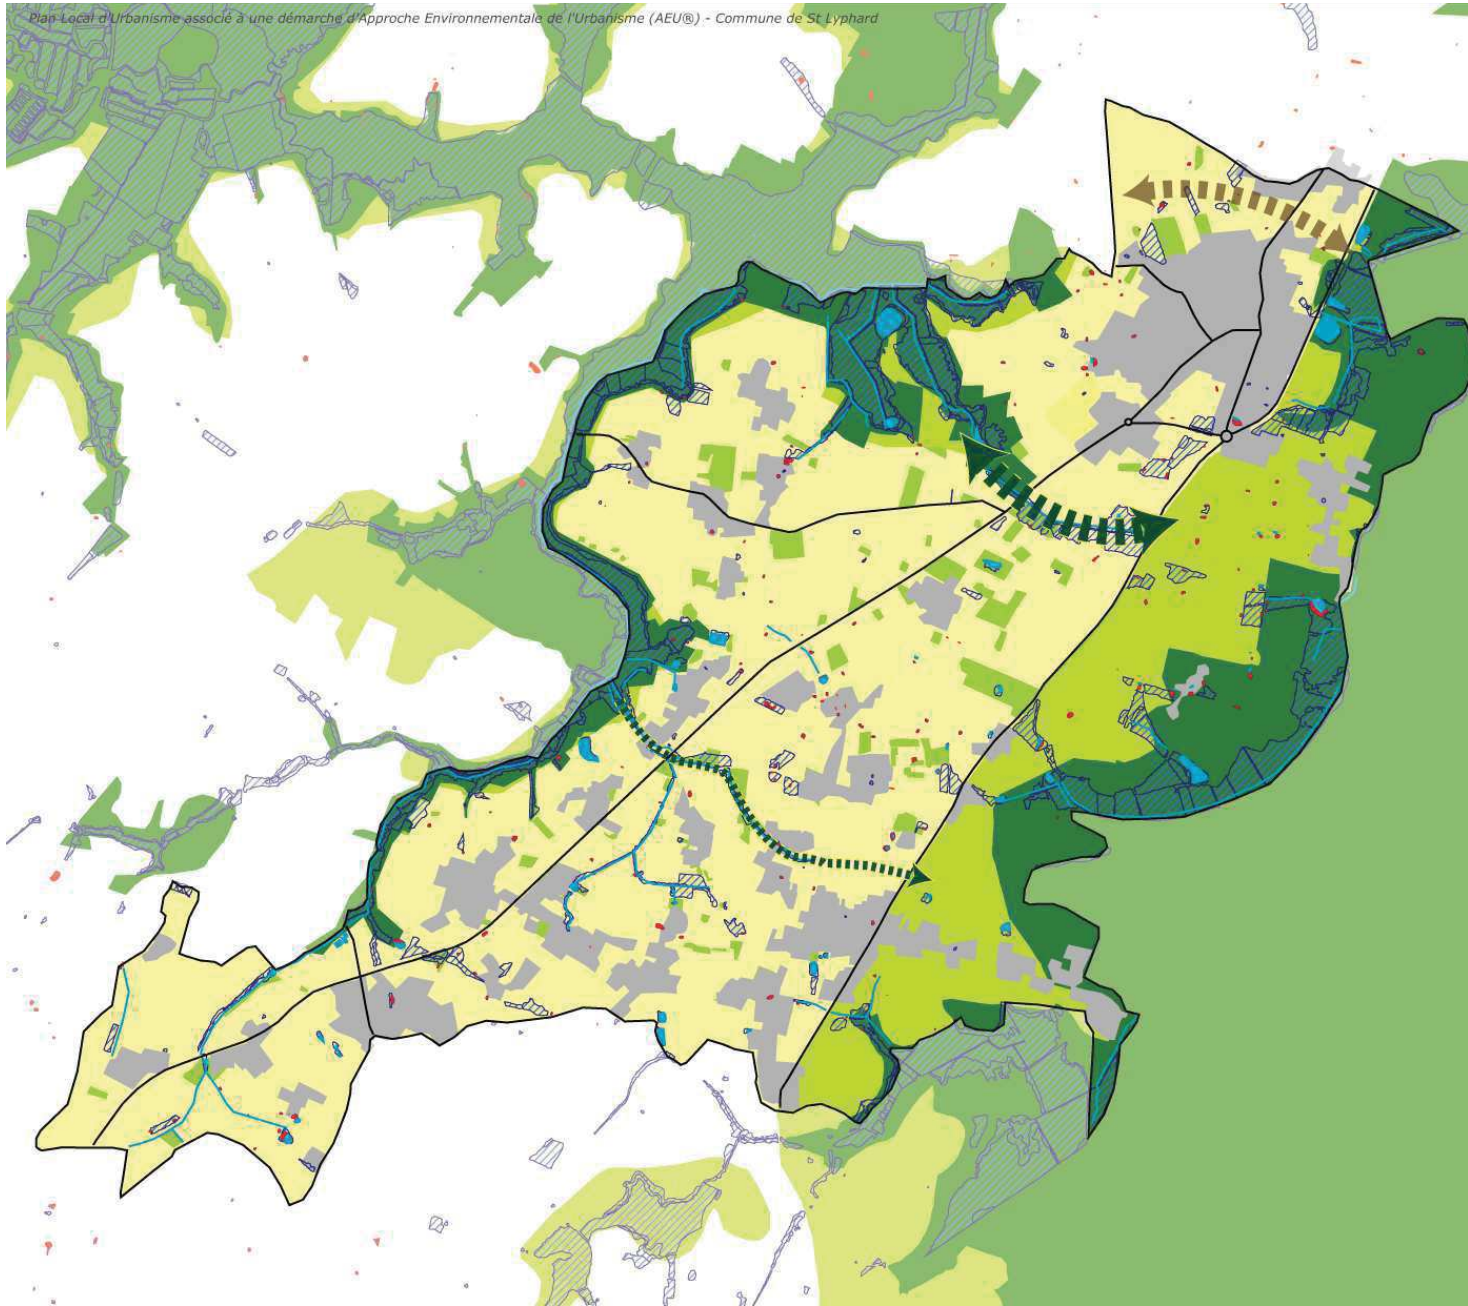 Plan Local d'Urbanisme associé à une démarche d'Approche Environnementale de l'Urbanisme (AEU®) - Commune de St Lyphard